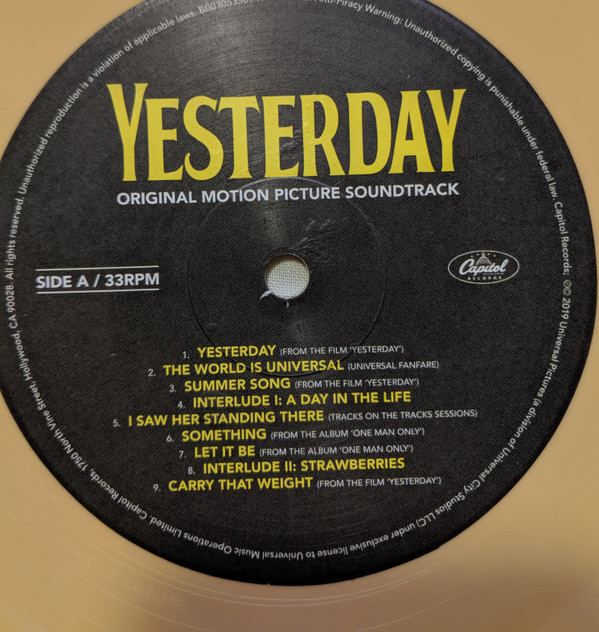 YESTERDAY
ORIGINAL MOTION PICTURE SOUNDTRACK
SIDE A / 33RPM
Capitol
RECORDS
1. YESTERDAY (FROM THE FILM 'YESTERDAY')
2. THE WORLD IS UNIVERSAL (UNIVERSAL FANFARE)
3. SUMMER SONG (FROM THE FILM 'YESTERDAY')
4. INTERLUDE I: A DAY IN THE LIFE
5. I SAW HER STANDING THERE (TRACKS ON THE TRACKS SESSIONS)
6. SOMETHING (FROM THE ALBUM 'ONE MAN ONLY')
7. LET IT BE (FROM THE ALBUM 'ONE MAN ONLY')
8. INTERLUDE II: STRAWBERRIES
9. CARRY THAT WEIGHT (FROM THE FILM 'YESTERDAY')
Capitol Records; ℗© 2019 Universal Pictures (a division of Universal City Studios LLC) under exclusive license to Universal Music Operations Limited. Capitol Records, 1750 North Vine Street, Hollywood, CA 90028. All rights reserved. Unauthorized reproduction is a violation of applicable laws. Anti-Piracy Warning: Unauthorized copying is punishable under federal law.